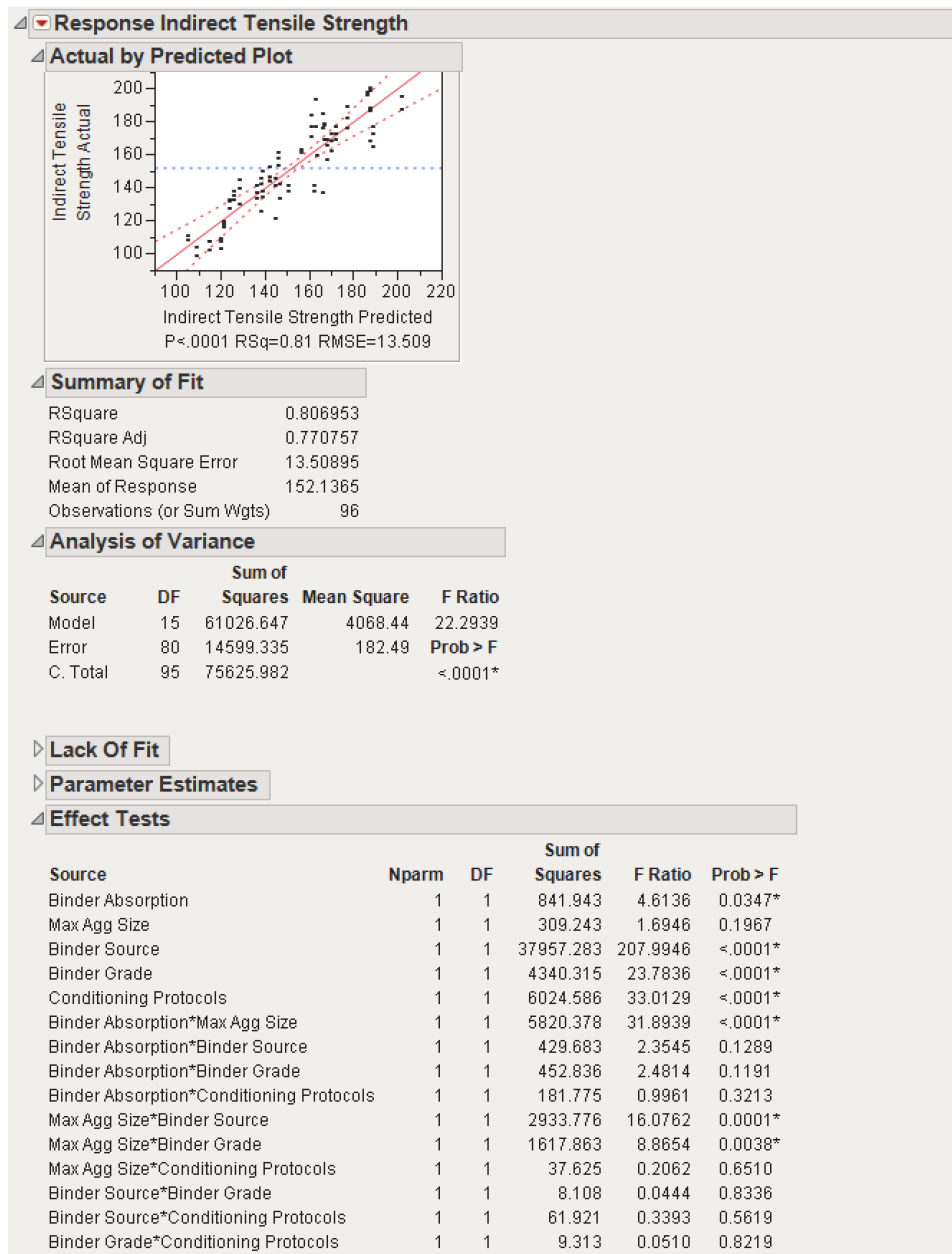 Response Indirect Tensile Strength
Actual by Predicted Plot
200
180
160
140
120
100
Indirect Tensile
Strength Actual
100 120 140 160 180 200 220
Indirect Tensile Strength Predicted
P<.0001 RSq=0.81 RMSE=13.509
Summary of Fit
RSquare 0.806953
RSquare Adj 0.770757
Root Mean Square Error 13.50895
Mean of Response 152.1365
Observations (or Sum Wgts) 96
Analysis of Variance
Sum of
Source DF Squares Mean Square F Ratio
Model 15 61026.647 4068.44 22.2939
Error 80 14599.335 182.49 Prob > F
C. Total 95 75625.982 <.0001*
Lack Of Fit
Parameter Estimates
Effect Tests
Sum of
Source Nparm DF Squares F Ratio Prob > F
Binder Absorption 1 1 841.943 4.6136 0.0347*
Max Agg Size 1 1 309.243 1.6946 0.1967
Binder Source 1 1 37957.283 207.9946 <.0001*
Binder Grade 1 1 4340.315 23.7836 <.0001*
Conditioning Protocols 1 1 6024.586 33.0129 <.0001*
Binder Absorption*Max Agg Size 1 1 5820.378 31.8939 <.0001*
Binder Absorption*Binder Source 1 1 429.683 2.3545 0.1289
Binder Absorption*Binder Grade 1 1 452.836 2.4814 0.1191
Binder Absorption*Conditioning Protocols 1 1 181.775 0.9961 0.3213
Max Agg Size*Binder Source 1 1 2933.776 16.0762 0.0001*
Max Agg Size*Binder Grade 1 1 1617.863 8.8654 0.0038*
Max Agg Size*Conditioning Protocols 1 1 37.625 0.2062 0.6510
Binder Source*Binder Grade 1 1 8.108 0.0444 0.8336
Binder Source*Conditioning Protocols 1 1 61.921 0.3393 0.5619
Binder Grade*Conditioning Protocols 1 1 9.313 0.0510 0.8219